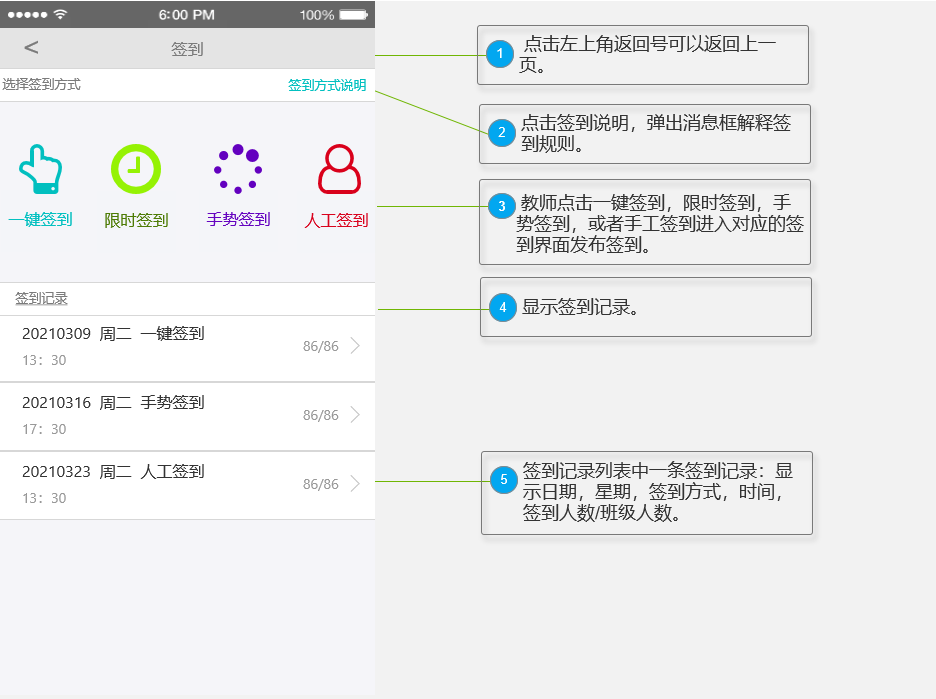 6:00 PM
100%
<
签到
选择签到方式
签到方式说明
一键签到
限时签到
手势签到
人工签到
签到记录
20210309 周二 一键签到
13：30
86/86
20210316 周二 手势签到
17：30
86/86
20210323 周二 人工签到
13：30
86/86
1
点击左上角返回号可以返回上一
页。
2
点击签到说明，弹出消息框解释签
到规则。
3
教师点击一键签到，限时签到，手
势签到，或者手工签到进入对应的签
到界面发布签到。
4
显示签到记录。
5
签到记录列表中一条签到记录：显
示日期，星期，签到方式，时间，
签到人数/班级人数。